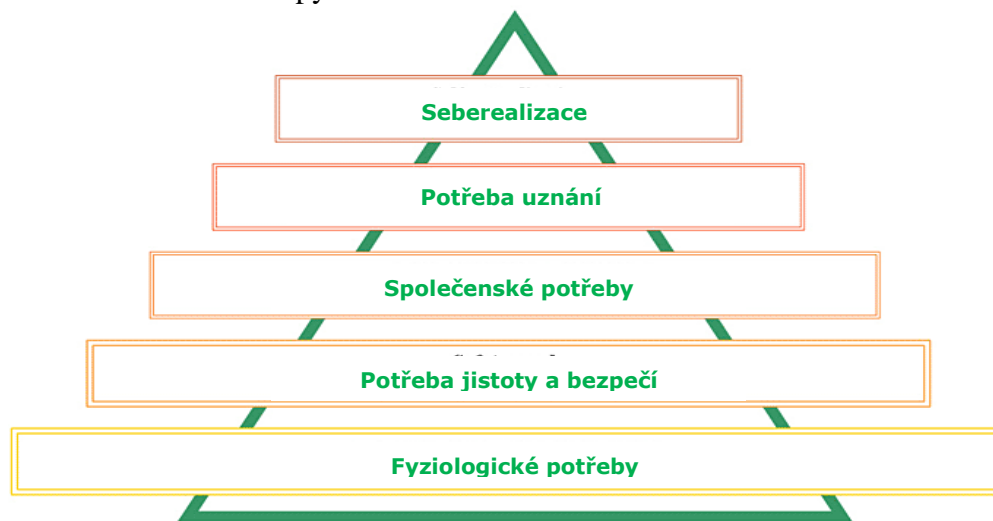 Seberealizace
Potřeba uznání
Společenské potřeby
Potřeba jistoty a bezpečí
Fyziologické potřeby